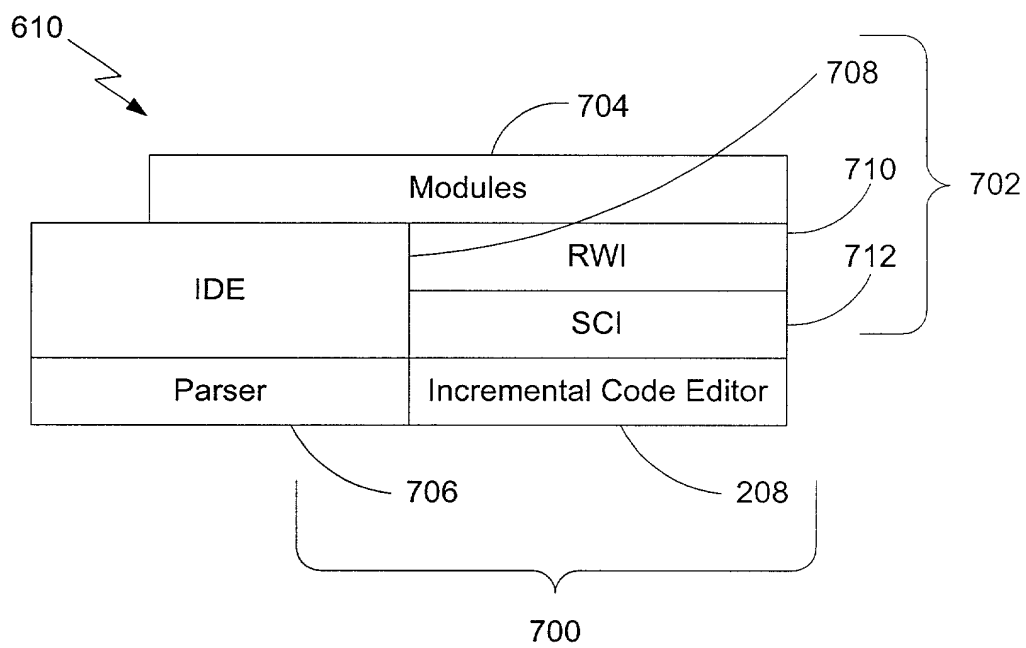 610
708
704
Modules
710
702
RWI
IDE
712
SCI
Parser
Incremental Code Editor
706
208
700